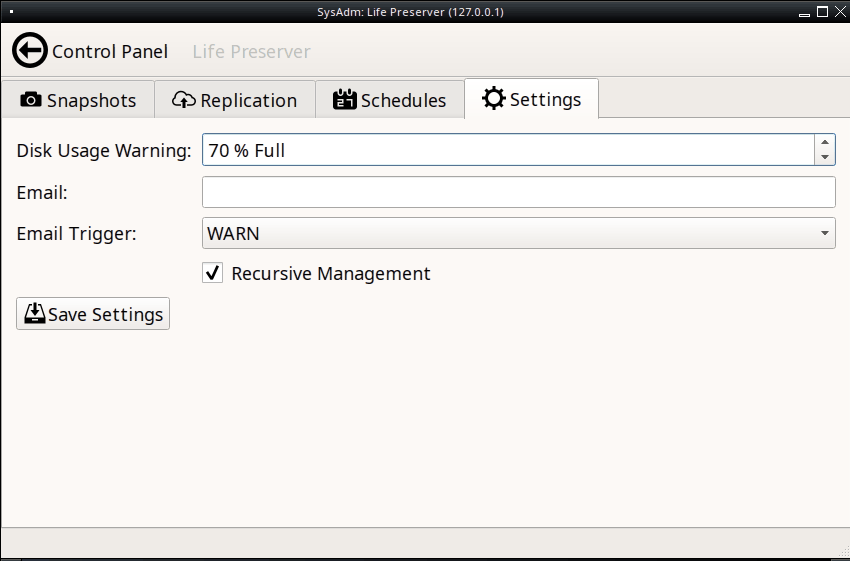 SysAdm: Life Preserver (127.0.0.1)
Control Panel Life Preserver
Snapshots Replication 27 Schedules Settings
Disk Usage Warning: 70 % Full
Email:
Email Trigger: WARN
Recursive Management
Save Settings